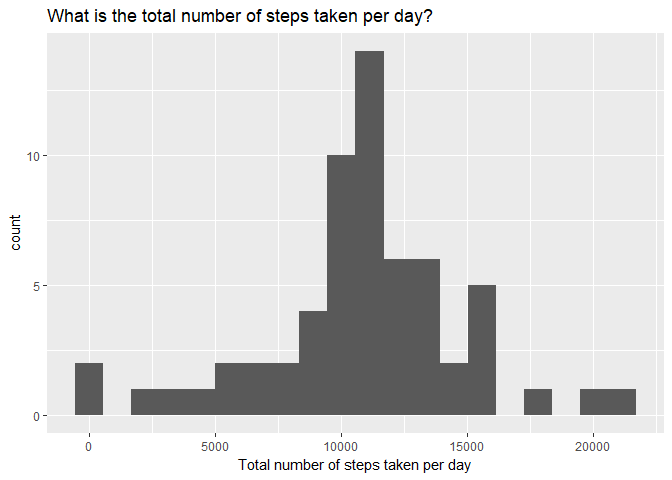 What is the total number of steps taken per day?
10
5
0
count
0 5000 10000 15000 20000
Total number of steps taken per day